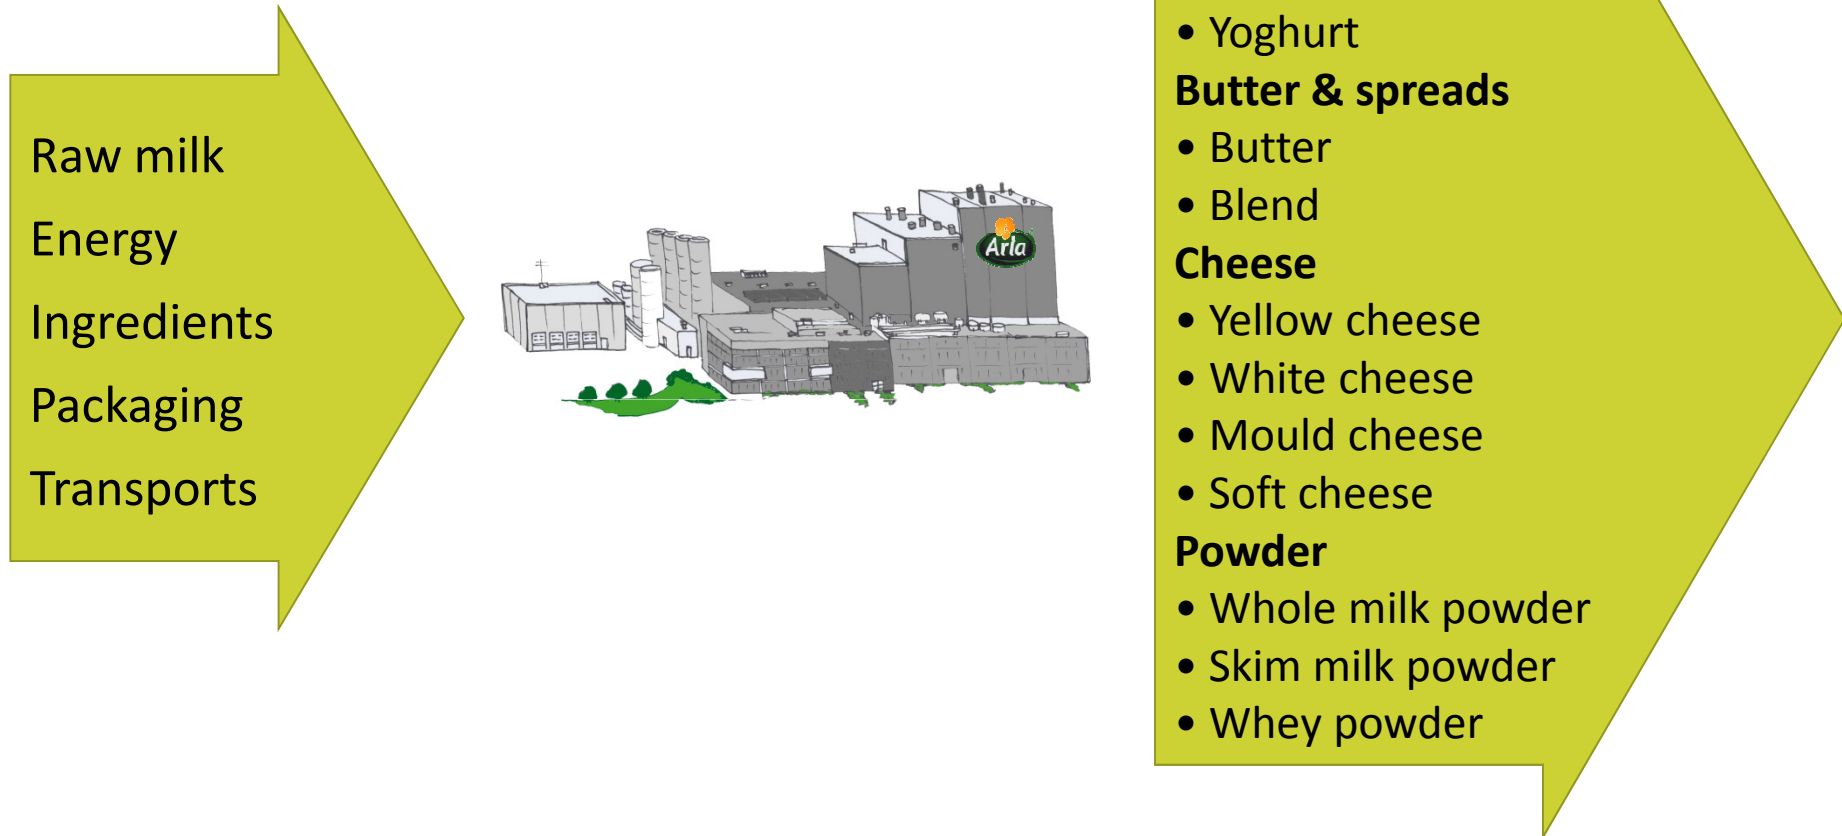 Raw milk
Energy
Ingredients
Packaging
Transports
Arla
• Yoghurt
Butter & spreads
• Butter
• Blend
Cheese
• Yellow cheese
• White cheese
• Mould cheese
• Soft cheese
Powder
• Whole milk powder
• Skim milk powder
• Whey powder